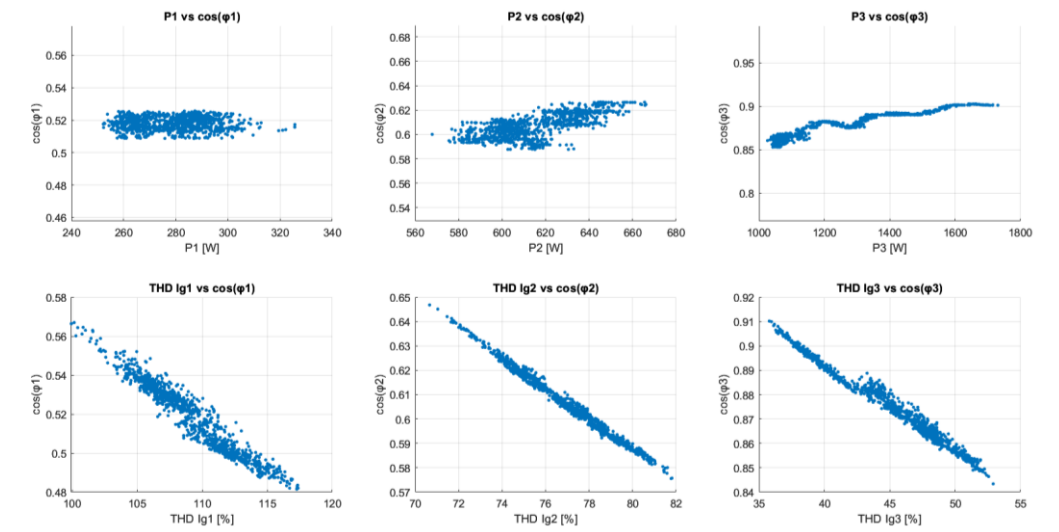 P1 vs cos(φ1)
0.56
0.54
0.52
0.5
0.48
0.46
240 260 280 300 320 340
P1 [W]
cos(φ1)
P2 vs cos(φ2)
0.68
0.66
0.64
0.62
0.6
0.58
0.56
0.54
560 580 600 620 640 660 680
P2 [W]
cos(φ2)
P3 vs cos(φ3)
0.95
0.9
0.85
0.8
1000 1200 1400 1600 1800
P3 [W]
cos(φ3)
THD Ig1 vs cos(φ1)
0.58
0.56
0.54
0.52
0.5
0.48
100 105 110 115 120
THD Ig1 [%]
cos(φ1)
THD Ig2 vs cos(φ2)
0.65
0.64
0.63
0.62
0.61
0.6
0.59
0.58
0.57
70 72 74 76 78 80 82
THD Ig2 [%]
cos(φ2)
THD Ig3 vs cos(φ3)
0.92
0.91
0.9
0.89
0.88
0.87
0.86
0.85
0.84
35 40 45 50 55
THD Ig3 [%]
cos(φ3)